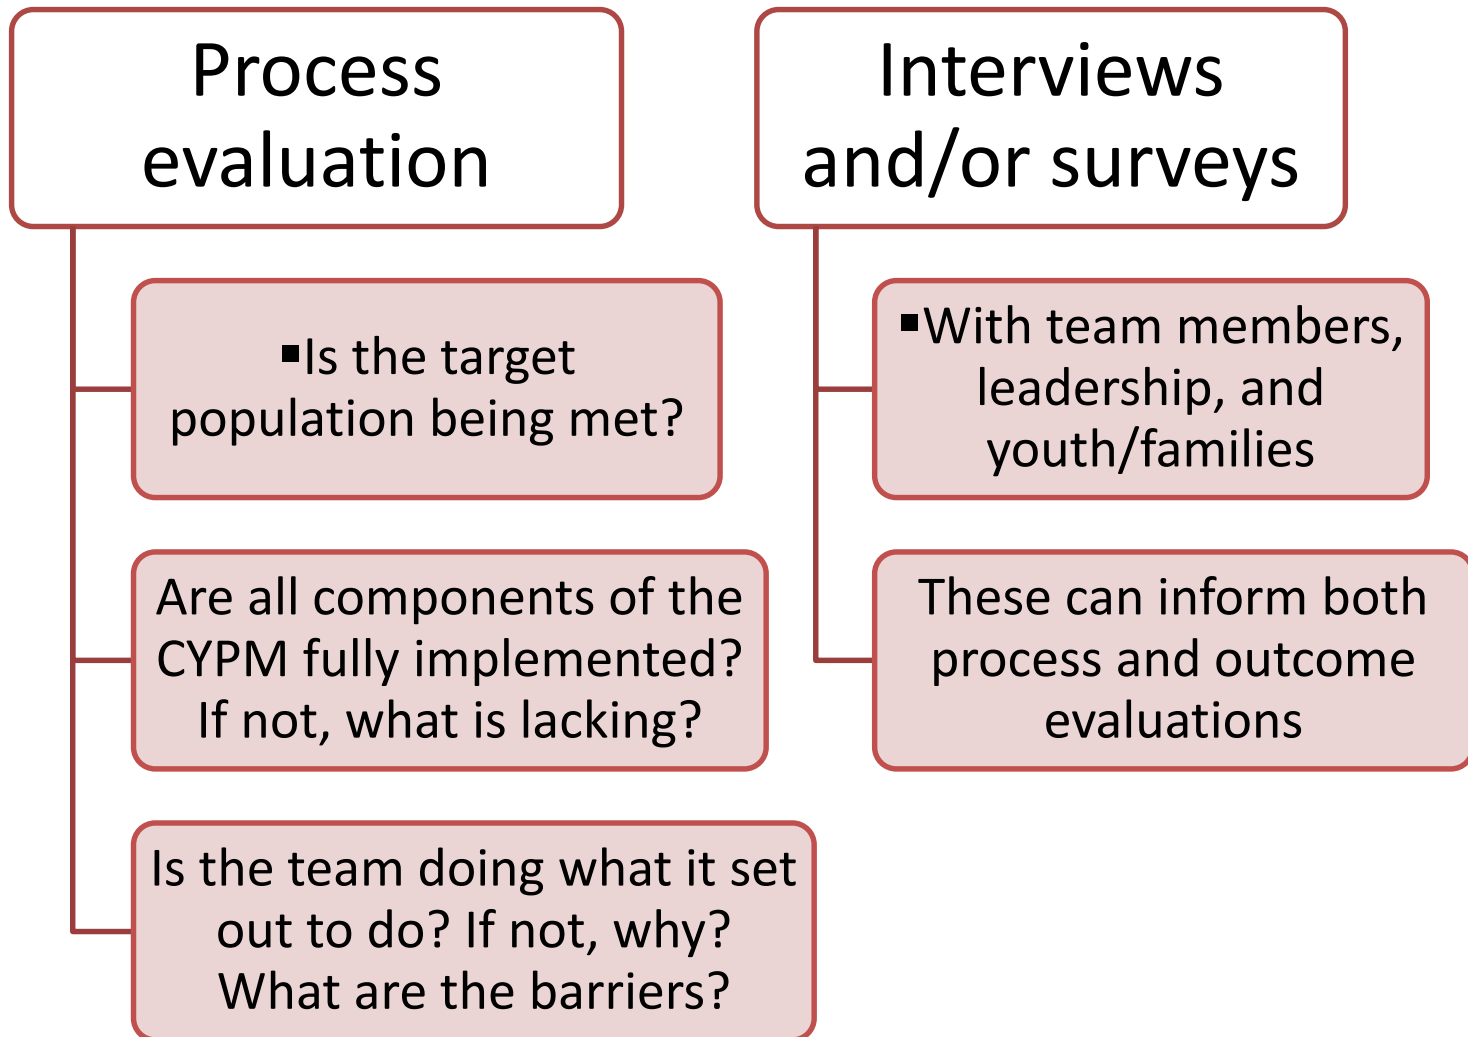 Process
evaluation
▪Is the target
population being met?
Are all components of the
CYPM fully implemented?
If not, what is lacking?
Is the team doing what it set
out to do? If not, why?
What are the barriers?
Interviews
and/or surveys
▪With team members,
leadership, and
youth/families
These can inform both
process and outcome
evaluations